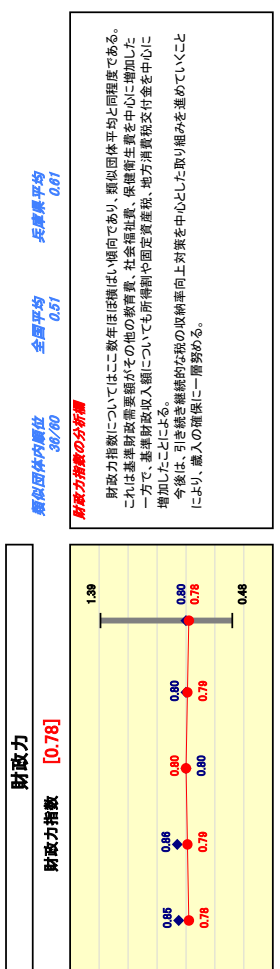 財政力
財政力指数 [0.78]
1.39
0.85
0.86
0.80
0.80
0.80
0.78
0.79
0.80
0.79
0.78
0.48
類似団体内順位 全国平均 兵庫県平均
36/60 0.51 0.61
財政力指数の分析欄
財政力指数についてはここ数年ほぼ横ばい傾向であり、類似団体平均と同程度である。
これは基準財政需要額がその他の教育費、社会福祉費、保健衛生費を中心に増加した
一方で、基準財政収入額についても所得割や固定資産税、地方消費税交付金を中心に
増加したことによる。
今後は、引き続き継続的な税の収納率向上対策を中心とした取り組みを進めていくこと
により、歳入の確保に一層努める。